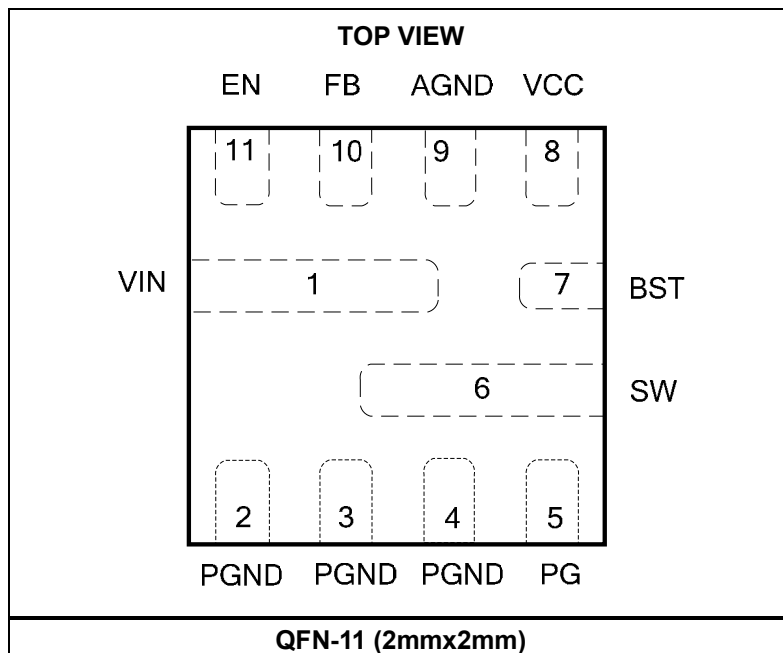 TOP VIEW
EN FB AGND VCC
11 10 9 8
VIN 1 7 BST
6 SW
2 3 4 5
PGND PGND PGND PG
QFN-11 (2mmx2mm)